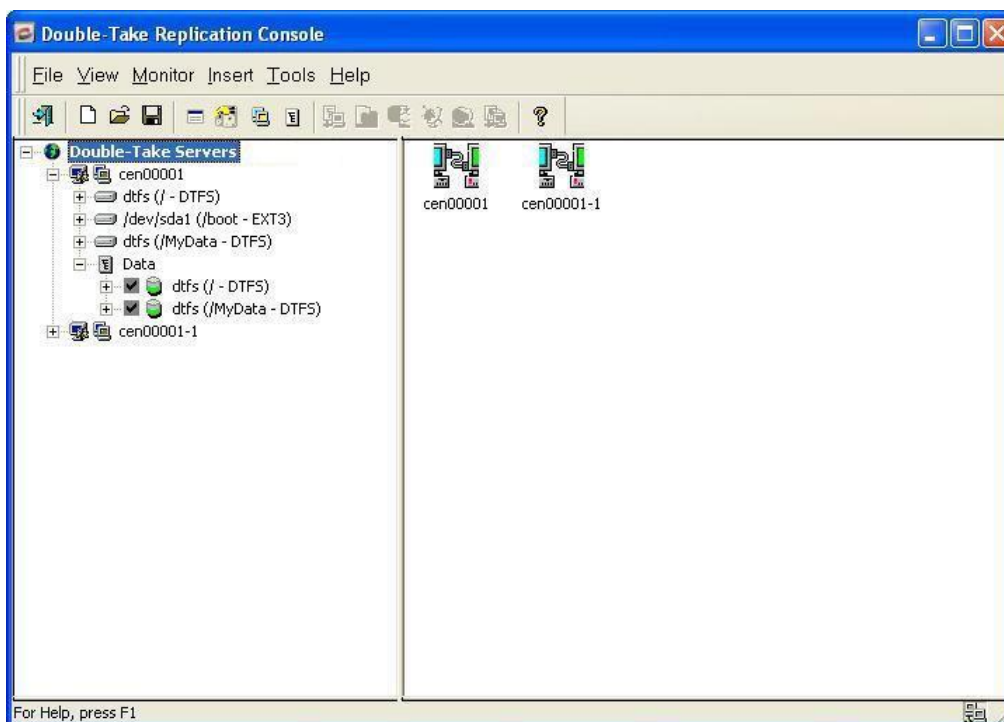 Double-Take Replication Console
File View Monitor Insert Tools Help
Double-Take Servers
cen00001
dtfs (/ - DTFS)
/dev/sda1 (/boot - EXT3)
dtfs (/MyData - DTFS)
Data
dtfs (/ - DTFS)
dtfs (/MyData - DTFS)
cen00001-1
cen00001 cen00001-1
For Help, press F1